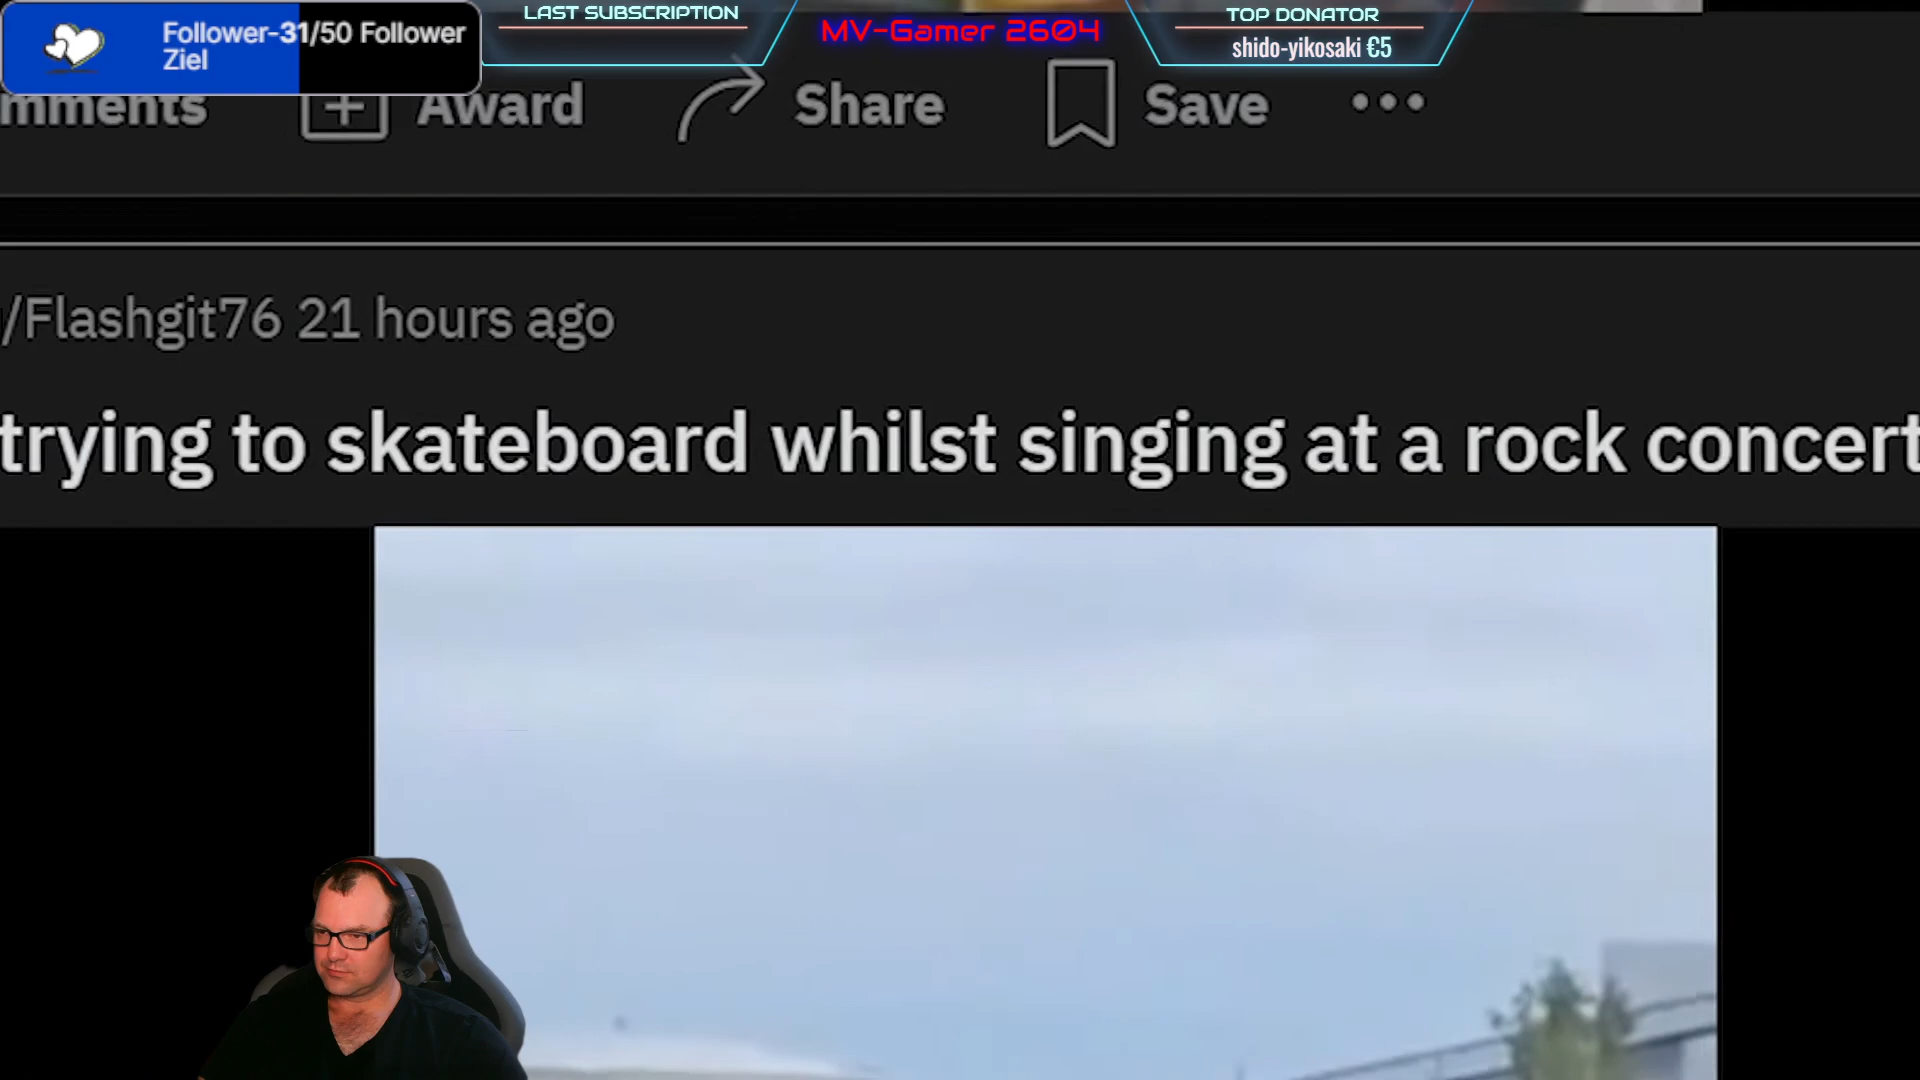 Follower-31/50 Follower
Ziel
LAST SUBSCRIPTION
MV-Gamer 2604
TOP DONATOR
shido-yikosaki €5
mments
Award
Share
Save
/Flashgit76 21 hours ago
trying to skateboard whilst singing at a rock concert